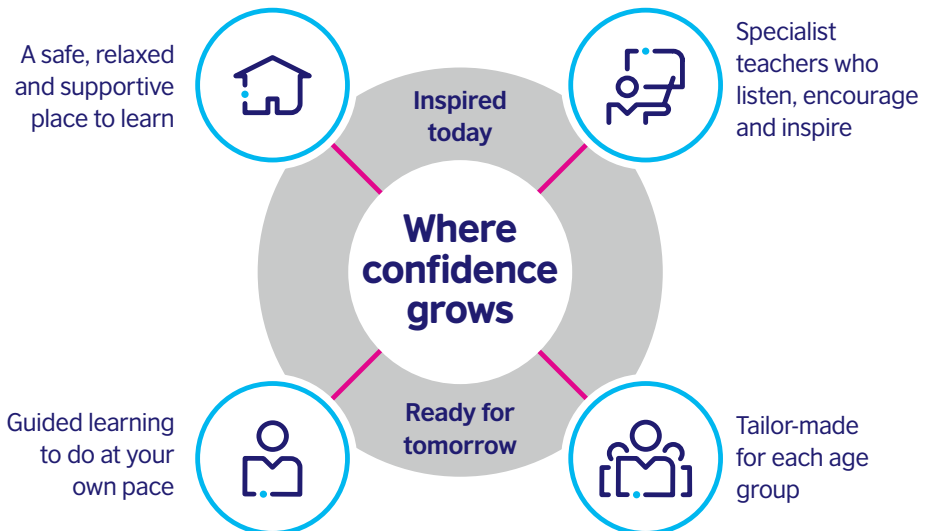 A safe, relaxed
and supportive
place to learn
Inspired
today
Specialist
teachers who
listen, encourage
and inspire
Where
confidence
grows
Guided learning
to do at your
own pace
Ready for
tomorrow
Tailor-made
for each age
group